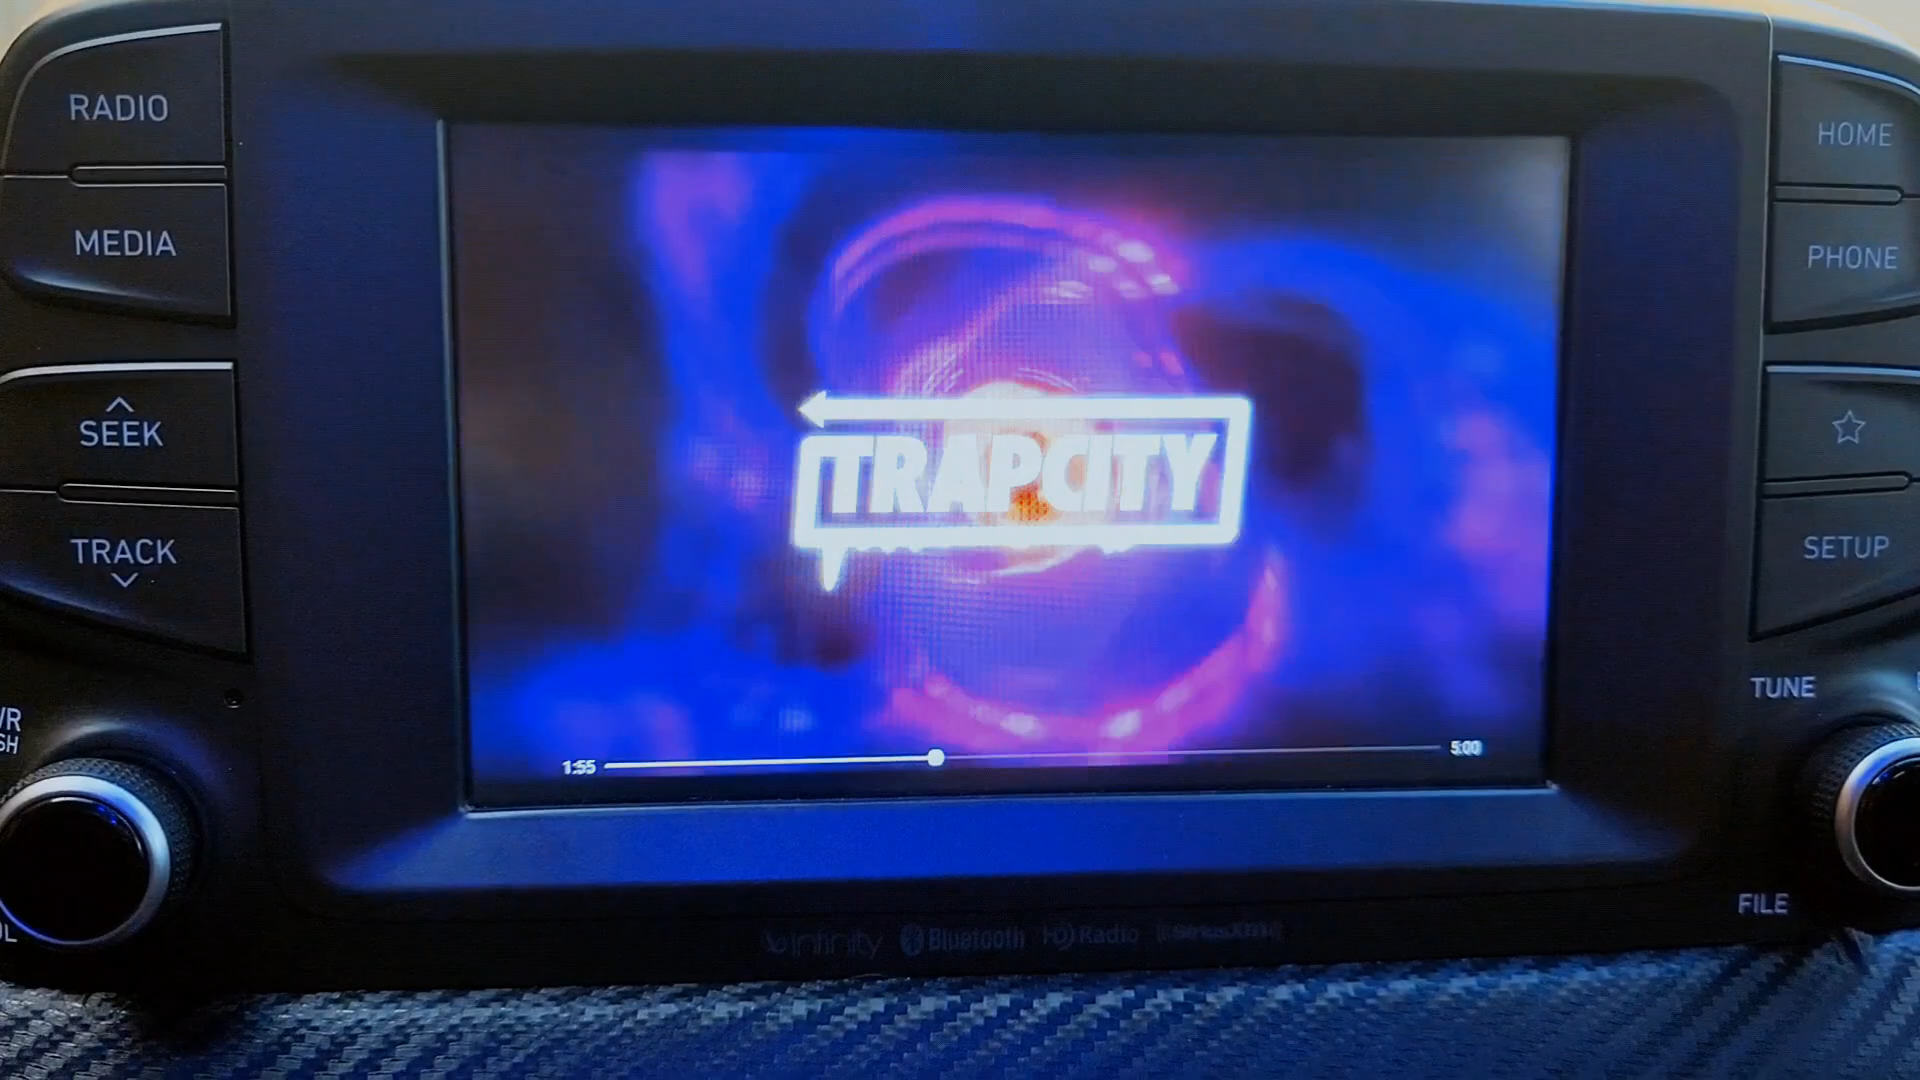 RADIO
MEDIA
SEEK
TRACK
HOME
PHONE
SETUP
TUNE
FILE
TRAPCITY
1:55
5:00
infinity Bluetooth HD Radio SiriusXM